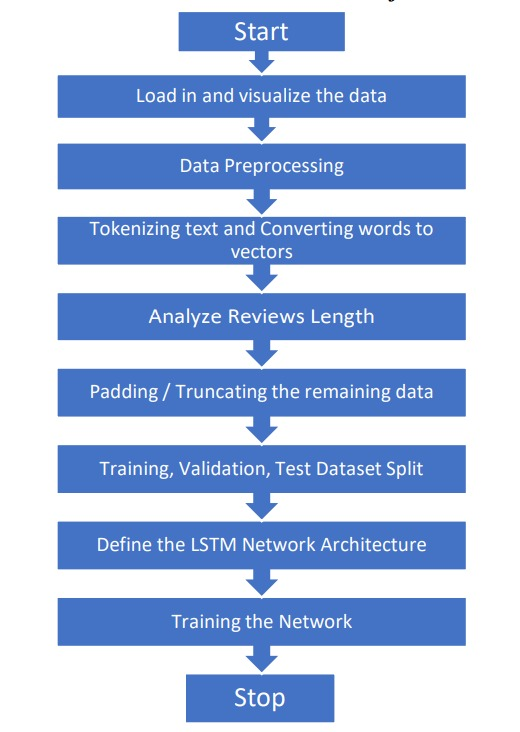 Start
Load in and visualize the data
Data Preprocessing
Tokenizing text and Converting words to
vectors
Analyze Reviews Length
Padding / Truncating the remaining data
Training, Validation, Test Dataset Split
Define the LSTM Network Architecture
Training the Network
Stop